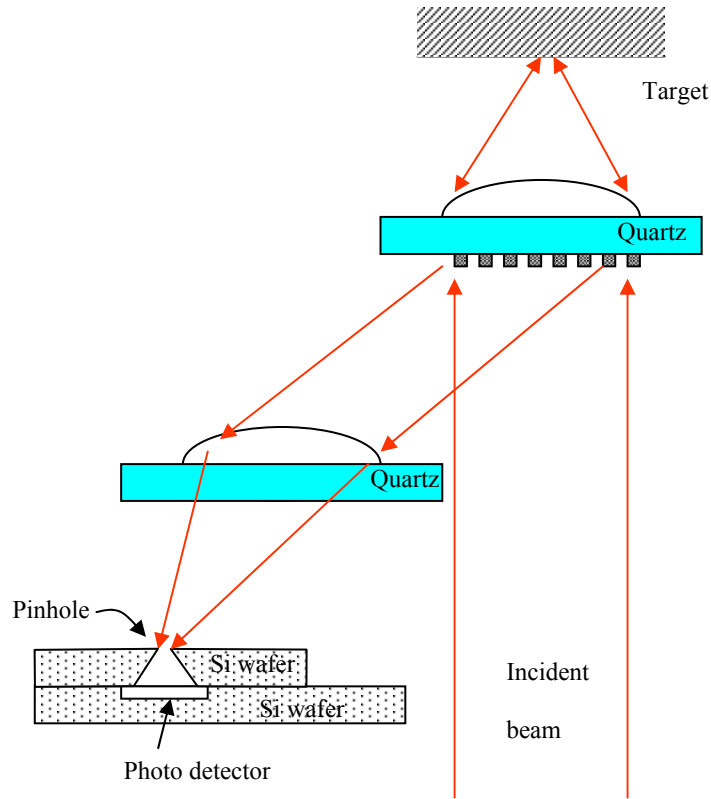 Target
Quartz
Quartz
Pinhole
Si wafer
Si wafer
Incident
beam
Photo detector